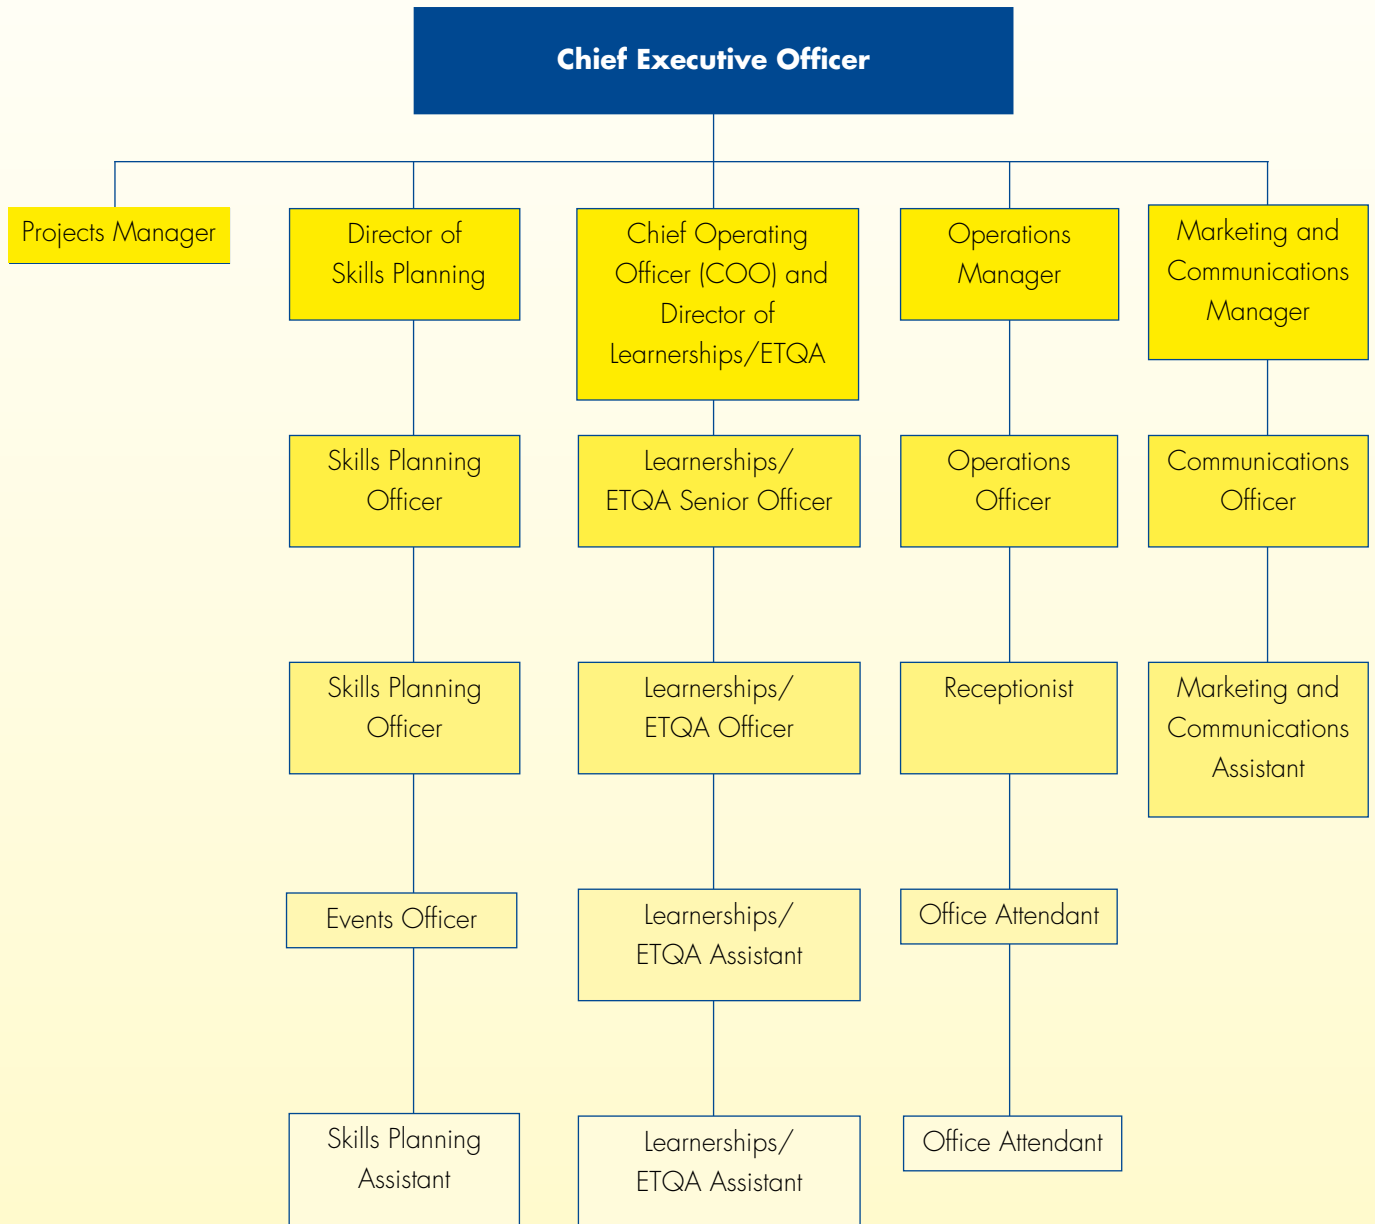 Chief Executive Officer
Projects Manager
Director of
Skills Planning
Chief Operating
Officer (COO) and
Director of
Learnerships/ETQA
Operations
Manager
Marketing and
Communications
Manager
Skills Planning
Officer
Learnerships/
ETQA Senior Officer
Operations
Officer
Communications
Officer
Skills Planning
Officer
Learnerships/
ETQA Officer
Receptionist
Marketing and
Communications
Assistant
Events Officer
Learnerships/
ETQA Assistant
Office Attendant
Skills Planning
Assistant
Learnerships/
ETQA Assistant
Office Attendant